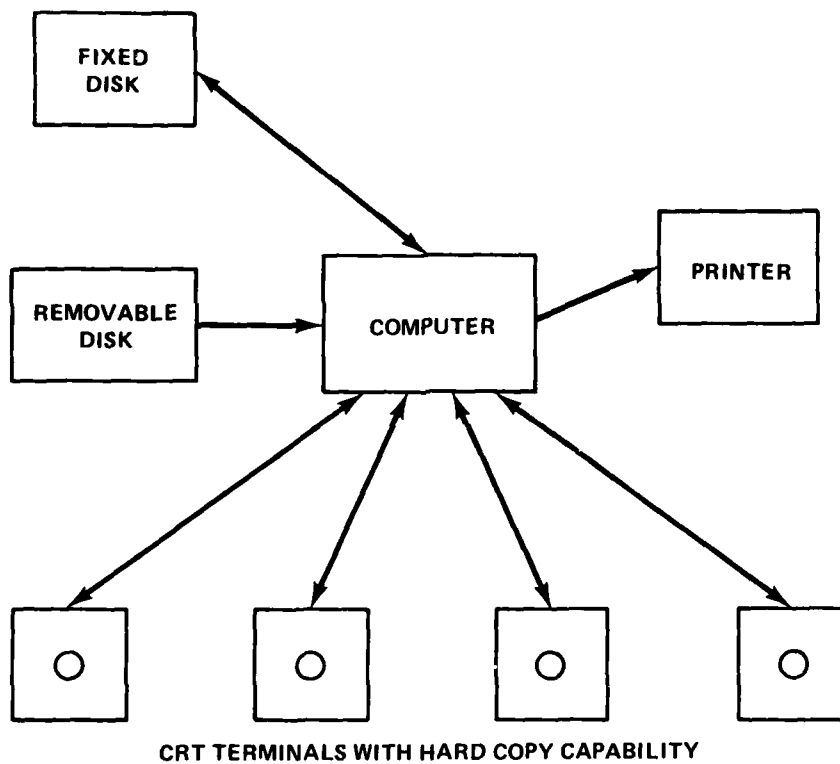 FIXED
DISK
PRINTER
REMOVABLE
DISK
COMPUTER
CRT TERMINALS WITH HARD COPY CAPABILITY